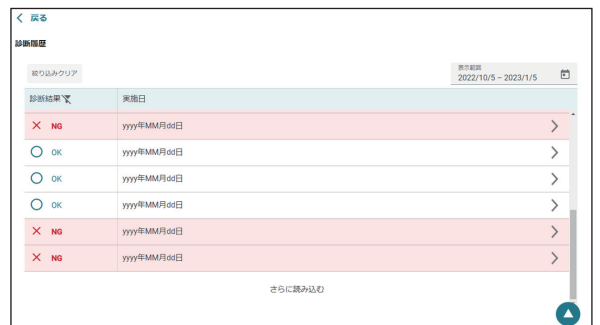 戻る
診断履歴
絞り込みクリア
表示範囲
2022/10/5 – 2023/1/5
診断結果 実施日
NG yyyy年MM月dd日
OK yyyy年MM月dd日
OK yyyy年MM月dd日
OK yyyy年MM月dd日
NG yyyy年MM月dd日
NG yyyy年MM月dd日
さらに読み込む